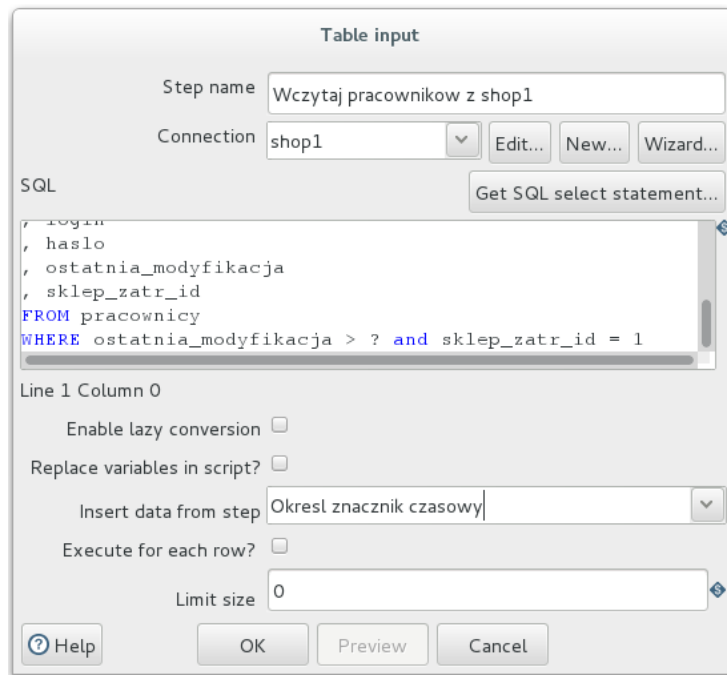 Table input
Step name Wczytaj pracownikow z shop1
Connection shop1 Edit... New... Wizard...
SQL Get SQL select statement...
, login
, haslo
, ostatnia_modyfikacja
, sklep_zatr_id
FROM pracownicy
WHERE ostatnia_modyfikacja > ? and sklep_zatr_id = 1
Line 1 Column 0
Enable lazy conversion
Replace variables in script?
Insert data from step Okresl znacznik czasowy
Execute for each row?
Limit size 0
Help OK Preview Cancel